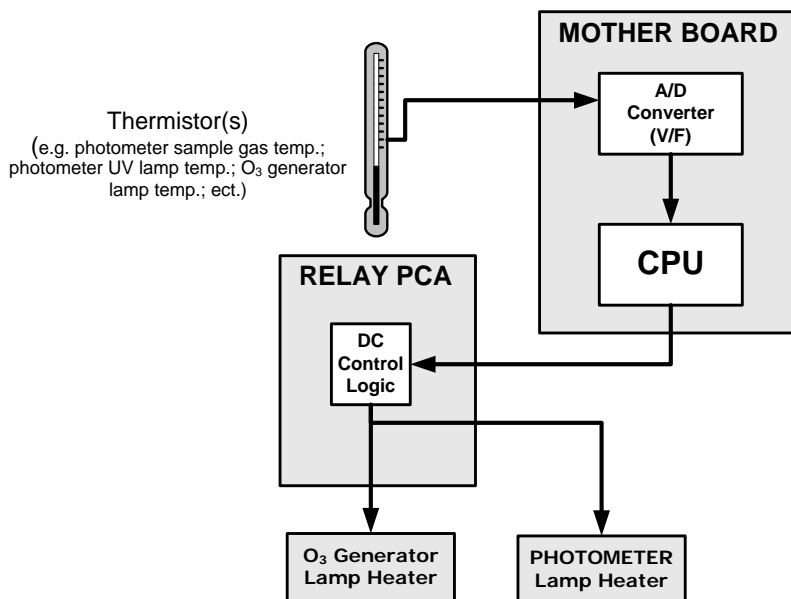 MOTHER BOARD
A/D
Converter
(V/F)
Thermistor(s)
(e.g. photometer sample gas temp.;
photometer UV lamp temp.; O₃ generator
lamp temp.; ect.)
CPU
RELAY PCA
DC
Control
Logic
O₃ Generator
Lamp Heater
PHOTOMETER
Lamp Heater